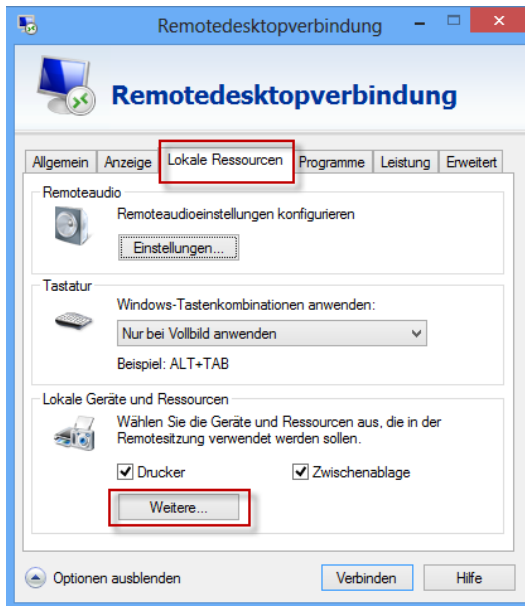 Remotedesktopverbindung
Remotedesktopverbindung
Allgemein Anzeige Lokale Ressourcen Programme Leistung Erweitert
Remoteaudio
Remoteaudioeinstellungen konfigurieren
Einstellungen...
Tastatur
Windows-Tastenkombinationen anwenden:
Nur bei Vollbild anwenden
Beispiel: ALT+TAB
Lokale Geräte und Ressourcen
Wählen Sie die Geräte und Ressourcen aus, die in der
Remotesitzung verwendet werden sollen.
Drucker Zwischenablage
Weitere...
Optionen ausblenden Verbinden Hilfe